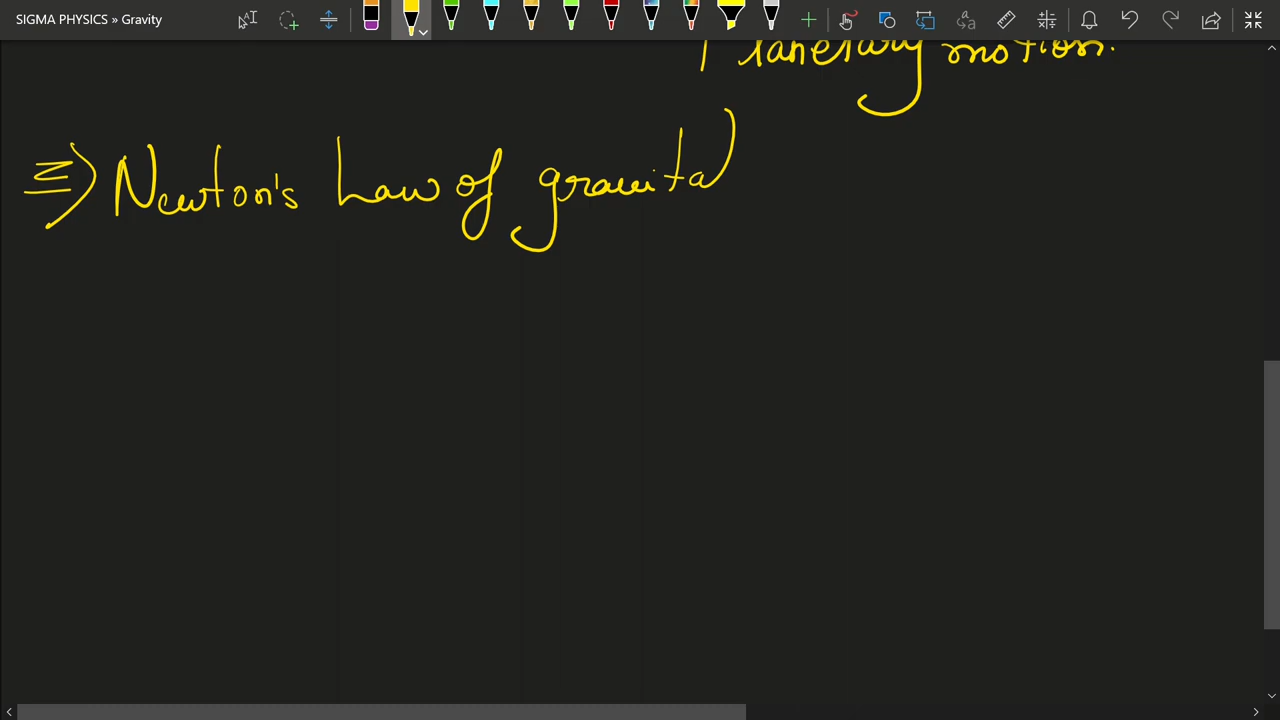 SIGMA PHYSICS » Gravity
Planetary motion.
⇒ Newton's Law of gravita